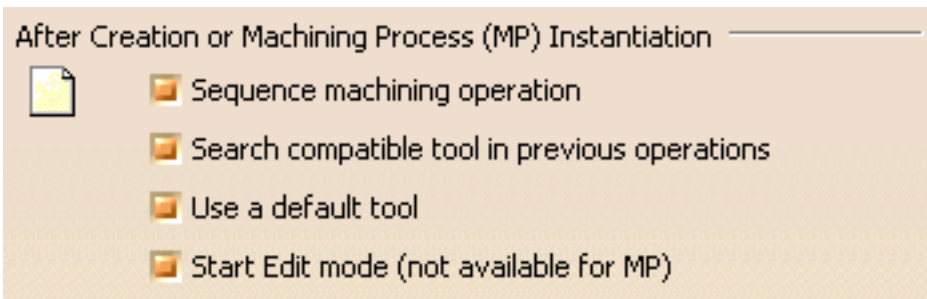 After Creation or Machining Process (MP) Instantiation
Sequence machining operation
Search compatible tool in previous operations
Use a default tool
Start Edit mode (not available for MP)